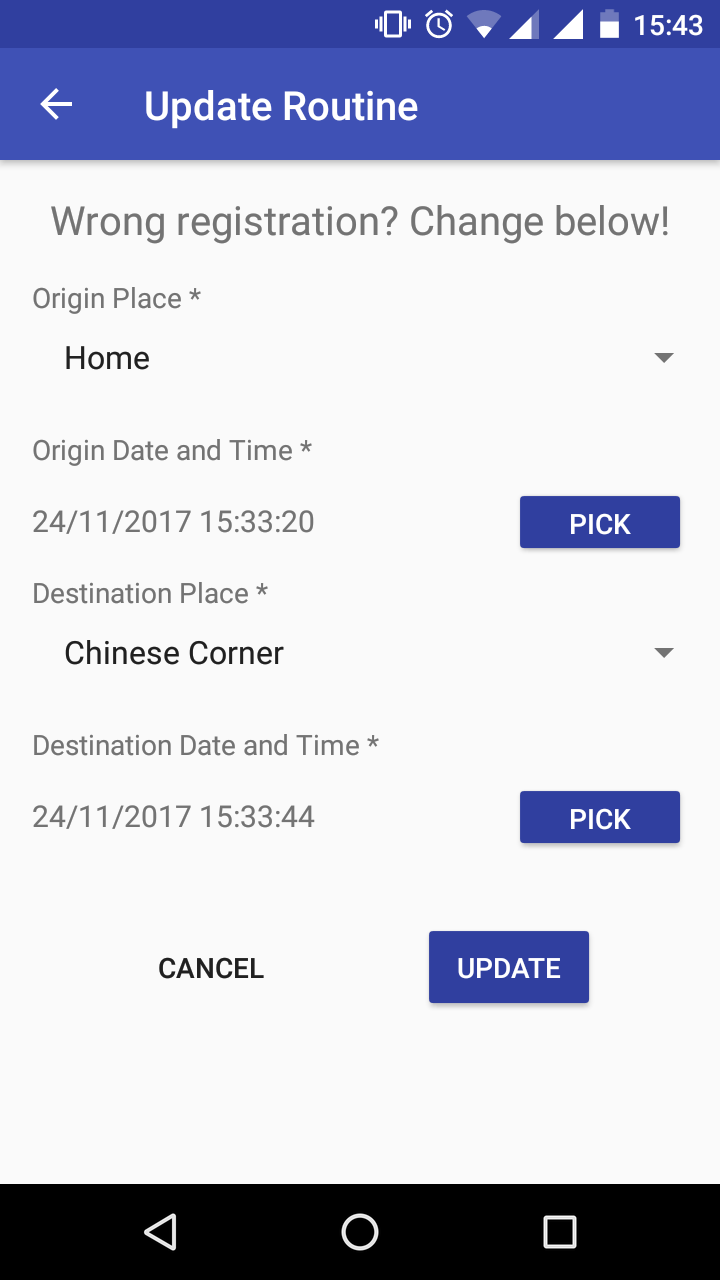 15:43
Update Routine
Wrong registration? Change below!
Origin Place *
Home
Origin Date and Time *
24/11/2017 15:33:20
PICK
Destination Place *
Chinese Corner
Destination Date and Time *
24/11/2017 15:33:44
PICK
CANCEL
UPDATE